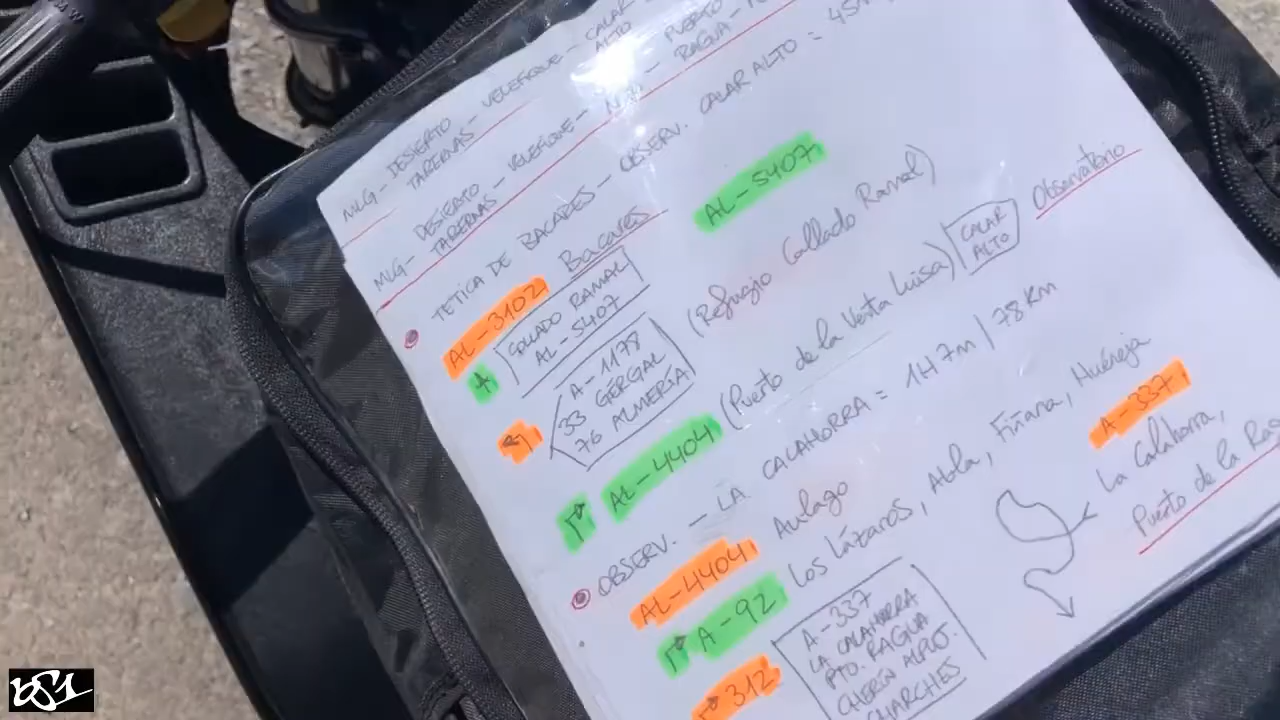 MLG - DESIERTO TABERNAS - VELEFIQUE - CALAR ALTO
MLG - DESIERTO TABERNAS - VELEFIQUE - PUERTO RAGUA
TETICA DE BACARES - OBSERV. CALAR ALTO =
AL-3102 Bacares AL-5407
COLLADO RAMAL
AL-5407
(Refugio Collado Ramal)
A-1178
33 GÉRGAL
76 ALMERÍA
AL-4404 (Puerto de la Venta Luisa)
CALAR
ALTO
Observatorio
OBSERV. - LA CALAHORRA = 1H 7m / 78 Km
AL-4404 Aulago
A-92 Los Lázaros, Abla, Fiñana, Huéneja
A-337
La Calahorra,
Puerto de la
312
A-337
LA CALAHORRA
PTO. RAGUA
CHERÍN ALPUJ.
CHARCHES